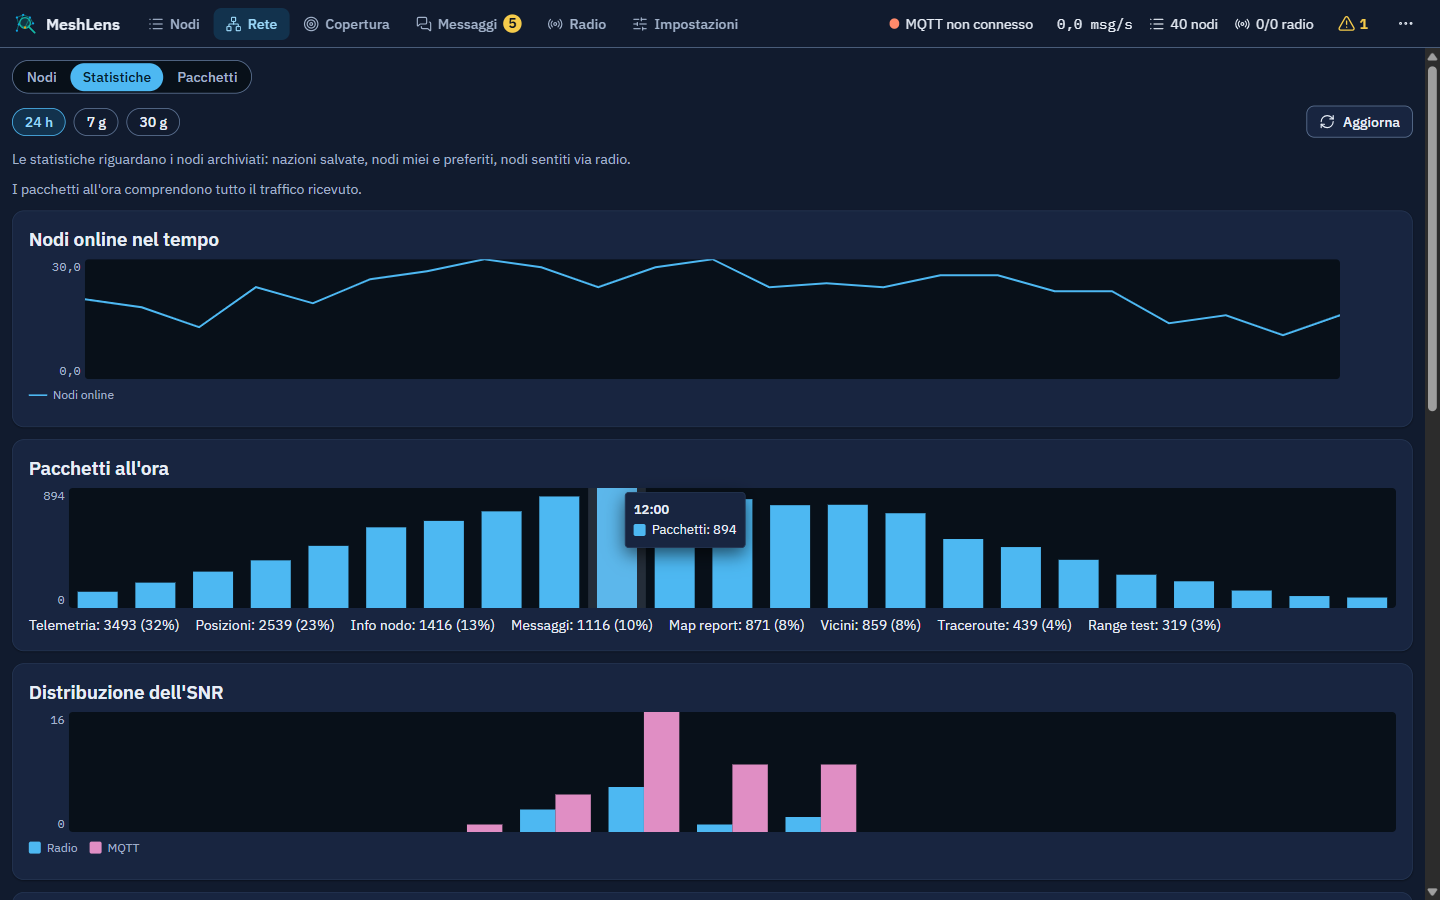 MeshLens Nodi Rete Copertura Messaggi 5 Radio Impostazioni MQTT non connesso 0,0 msg/s 40 nodi 0/0 radio 1
Nodi Statistiche Pacchetti
24 h 7 g 30 g Aggiorna
Le statistiche riguardano i nodi archiviati: nazioni salvate, nodi miei e preferiti, nodi sentiti via radio.
I pacchetti all'ora comprendono tutto il traffico ricevuto.
Nodi online nel tempo
30,0
0,0
Nodi online
Pacchetti all'ora
894
12:00
Pacchetti: 894
0
Telemetria: 3493 (32%) Posizioni: 2539 (23%) Info nodo: 1416 (13%) Messaggi: 1116 (10%) Map report: 871 (8%) Vicini: 859 (8%) Traceroute: 439 (4%) Range test: 319 (3%)
Distribuzione dell'SNR
16
0
Radio MQTT